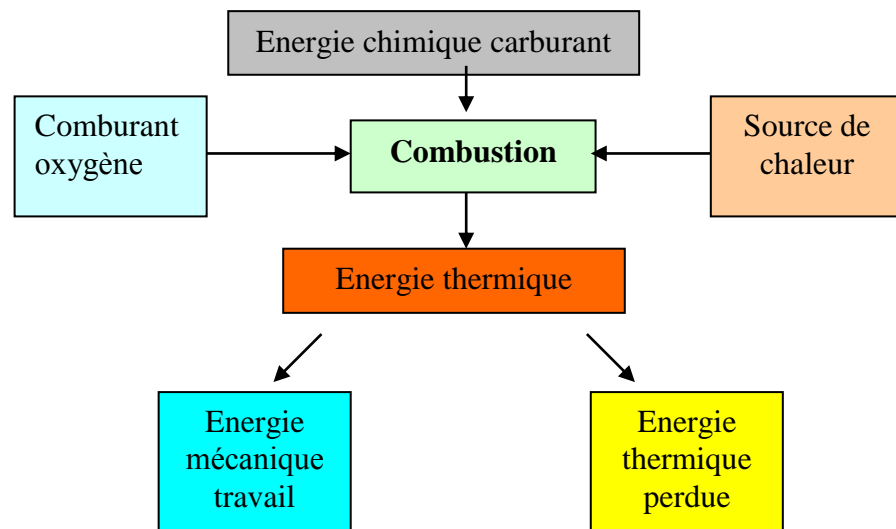 Energie chimique carburant
Comburant
oxygène
Combustion
Source de
chaleur
Energie thermique
Energie
mécanique
travail
Energie
thermique
perdue